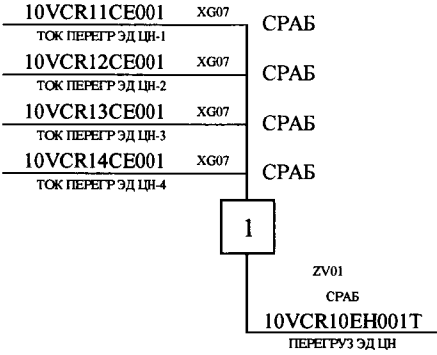 10VCR11CE001 XG07 СРАБ
ТОК ПЕРЕГР ЭД ЦН-1
10VCR12CE001 XG07 СРАБ
ТОК ПЕРЕГР ЭД ЦН-2
10VCR13CE001 XG07 СРАБ
ТОК ПЕРЕГР ЭД ЦН-3
10VCR14CE001 XG07 СРАБ
ТОК ПЕРЕГР ЭД ЦН-4
1
ZV01
СРАБ
10VCR10EH001T
ПЕРЕГРУЗ ЭД ЦН